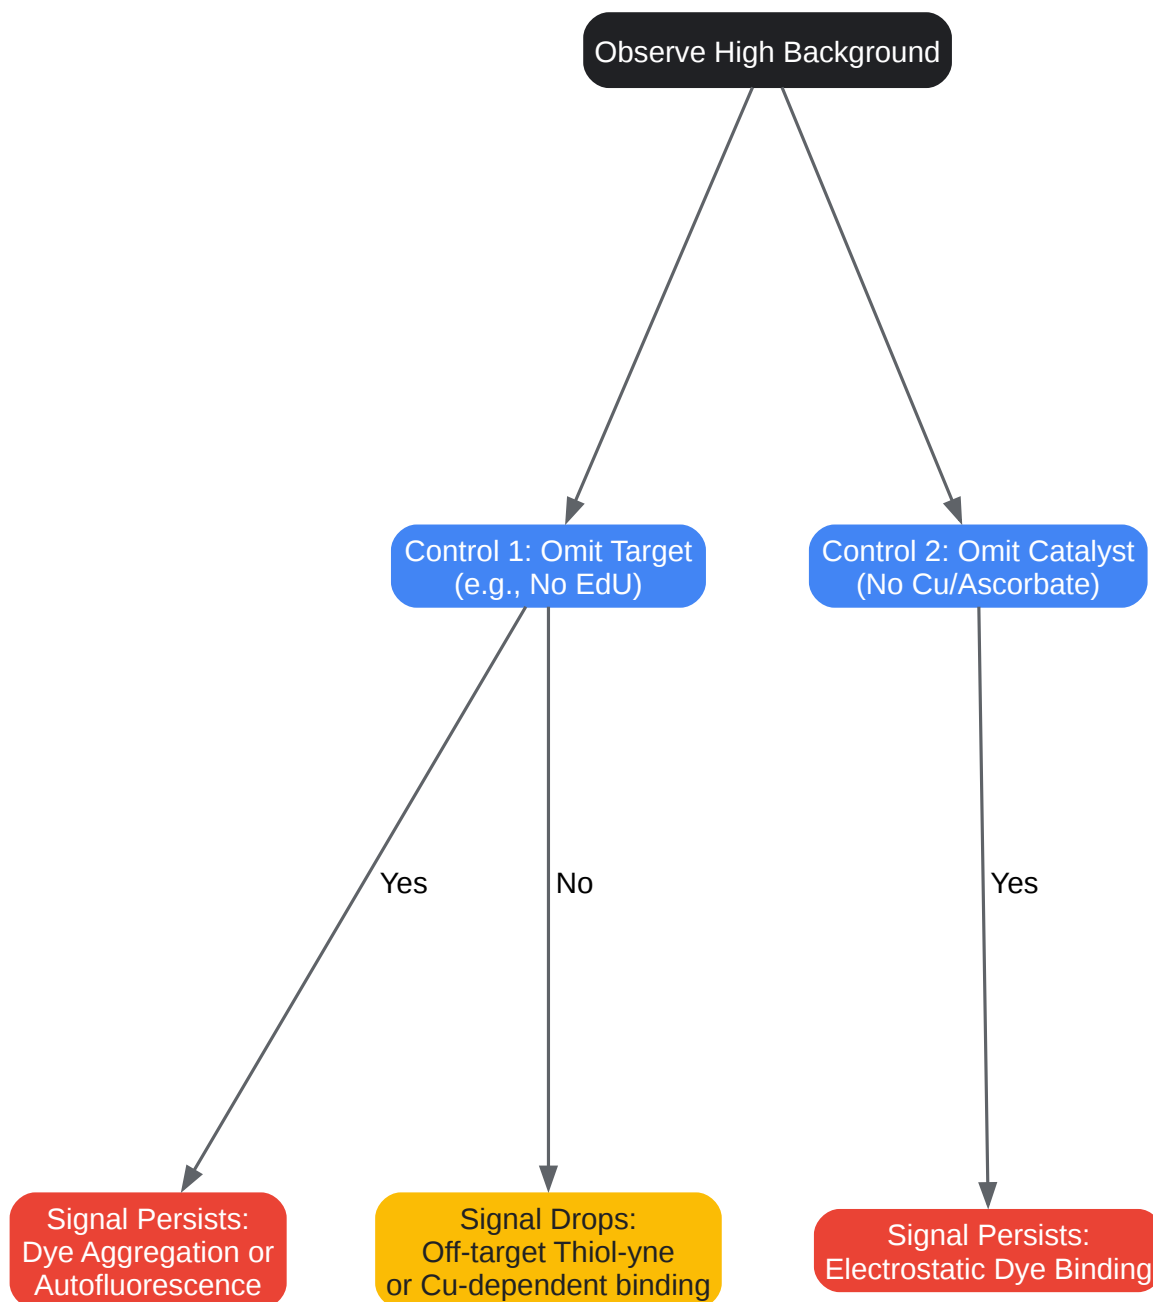 Observe High Background
Control 1: Omit Target
(e.g., No EdU)
Control 2: Omit Catalyst
(No Cu/Ascorbate)
Yes
No
Yes
Signal Persists:
Dye Aggregation or
Autofluorescence
Signal Drops:
Off-target Thiol-yne
or Cu-dependent binding
Signal Persists:
Electrostatic Dye Binding